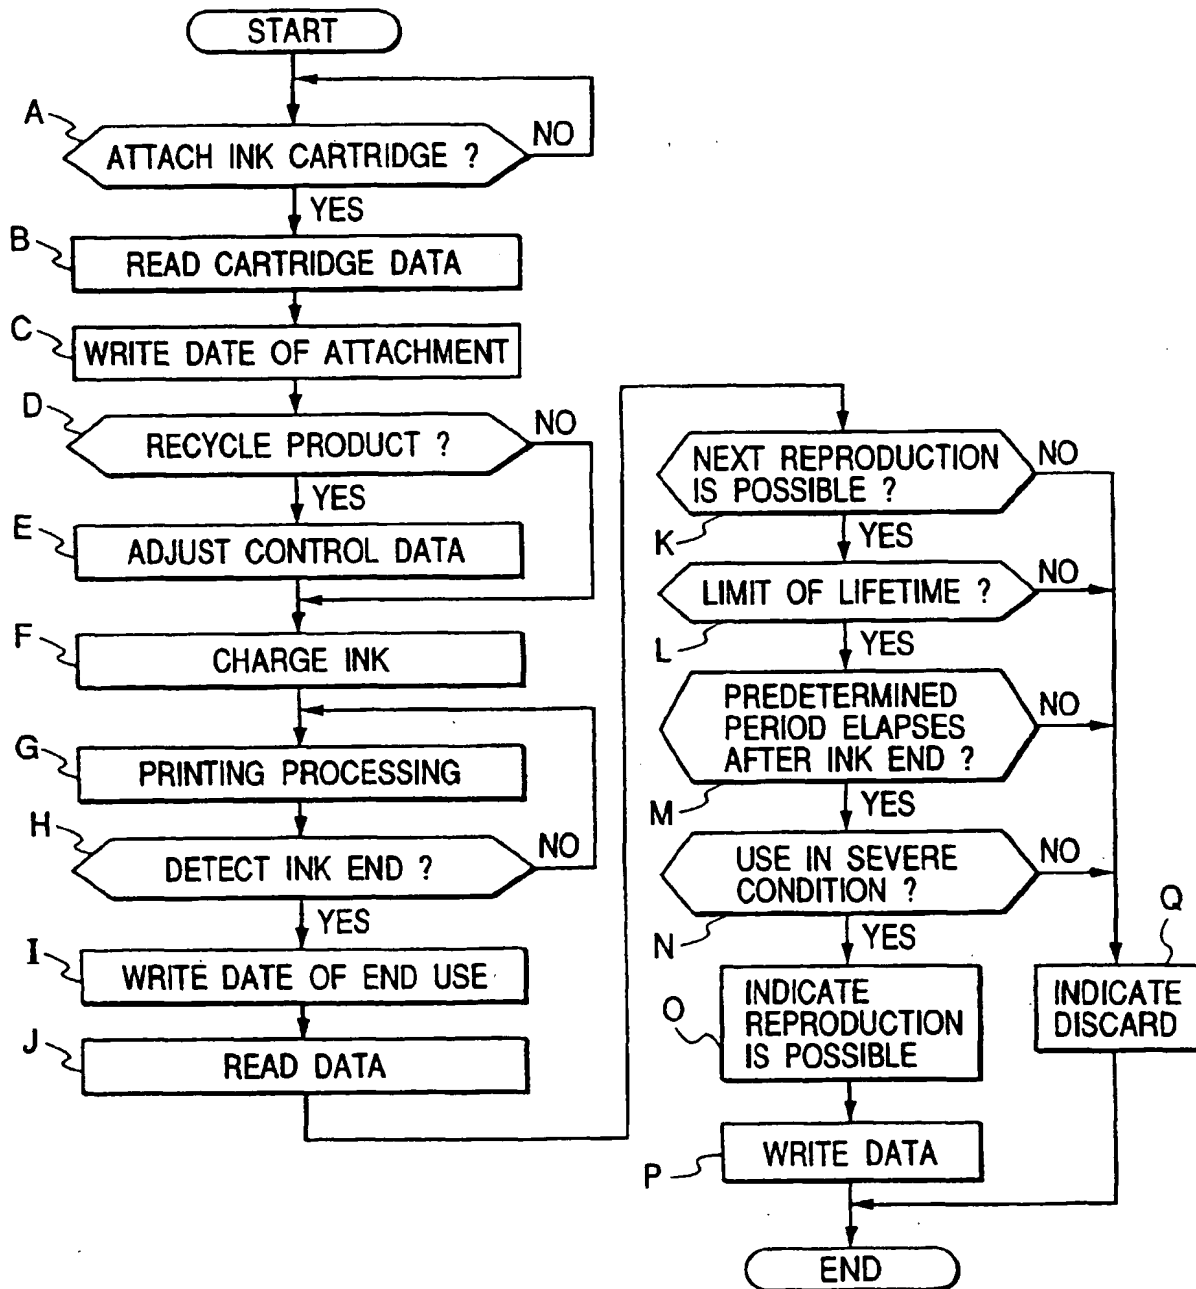 START
A
ATTACH INK CARTRIDGE ?
NO
YES
B
READ CARTRIDGE DATA
C
WRITE DATE OF ATTACHMENT
D
RECYCLE PRODUCT ?
NO
YES
E
ADJUST CONTROL DATA
F
CHARGE INK
G
PRINTING PROCESSING
H
DETECT INK END ?
NO
YES
I
WRITE DATE OF END USE
J
READ DATA
NEXT REPRODUCTION
IS POSSIBLE ?
NO
K
YES
LIMIT OF LIFETIME ?
NO
L
YES
PREDETERMINED
PERIOD ELAPSES
AFTER INK END ?
NO
M
YES
USE IN SEVERE
CONDITION ?
NO
N
YES
O
INDICATE
REPRODUCTION
IS POSSIBLE
Q
INDICATE
DISCARD
P
WRITE DATA
END